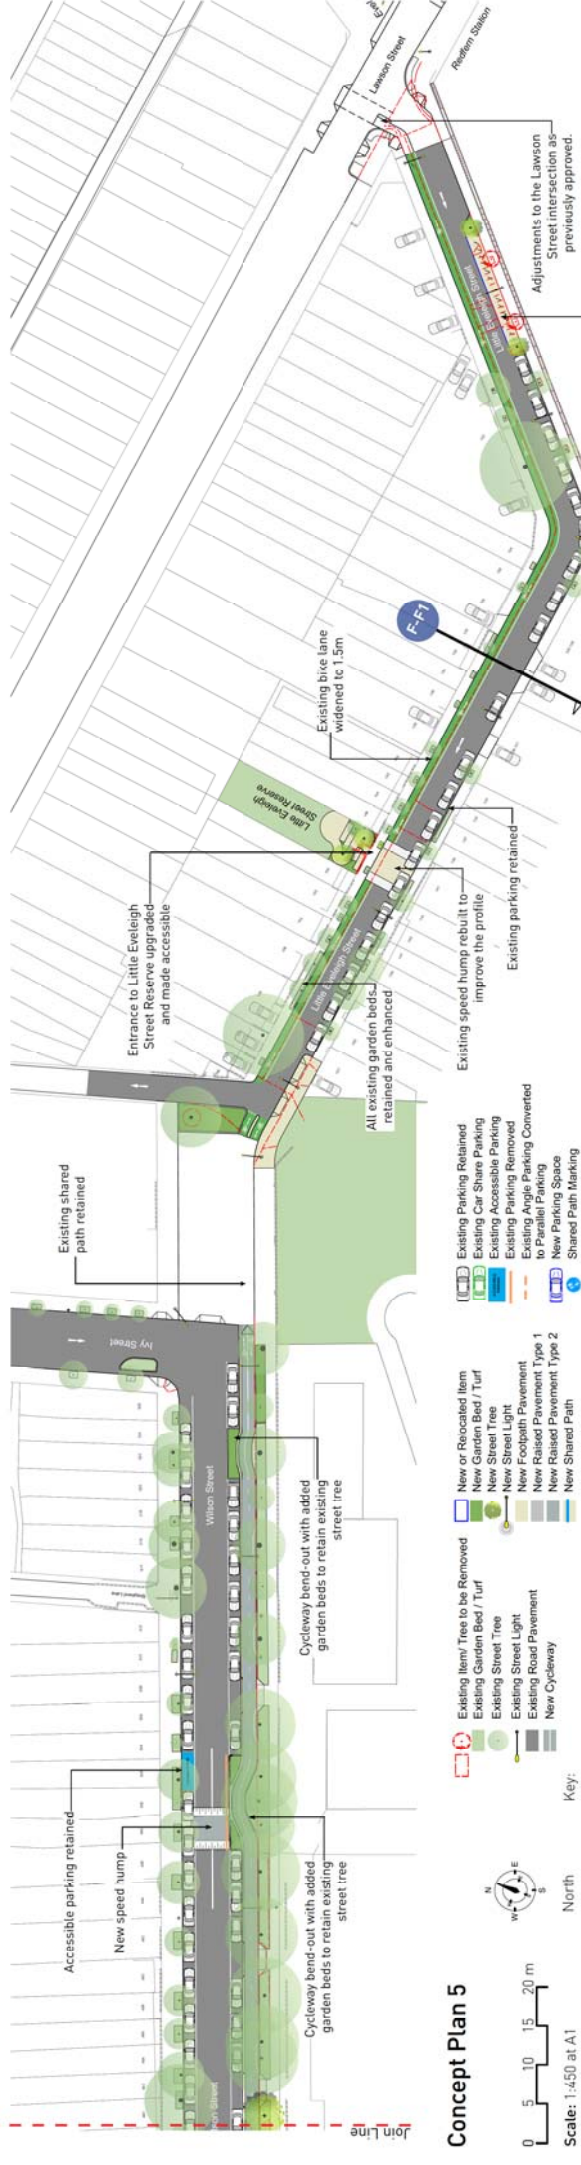 Accessible parking retained
New speed hump
Cycleway bend-out with added
garden beds to retain existing
street tree
Cycleway bend-out with added
garden beds to retain existing
street tree
Existing shared
path retained
Entrance to Little Eveleigh
Street Reserve upgraded
and made accessible
All existing garden beds
retained and enhanced
Existing speed hump rebuilt to
improve the profile
Existing parking retained
Existing bike lane
widened to 1.5m
Adjustments to the Lawson
Street intersection as
previously approved.
Little Eveleigh
Street Reserve
Wilson Street
Ivy Street
Little Eveleigh Street
Little Eveleigh Street
Lawson Street
Redfern Station
F-F1
Join Line
Concept Plan 5
0 5 10 15 20 m
Scale: 1:450 at A1
N
E
S
W
North
Key:
Existing Item/ Tree to be Removed
Existing Garden Bed / Turf
Existing Street Tree
Existing Street Light
Existing Road Pavement
New Cycleway
New or Relocated Item
New Garden Bed / Turf
New Street Tree
New Street Light
New Footpath Pavement
New Raised Pavement Type 1
New Raised Pavement Type 2
New Shared Path
Existing Parking Retained
Existing Car Share Parking
Existing Accessible Parking
Existing Parking Removed
Existing Angle Parking Converted
to Parallel Parking
New Parking Space
Shared Path Marking